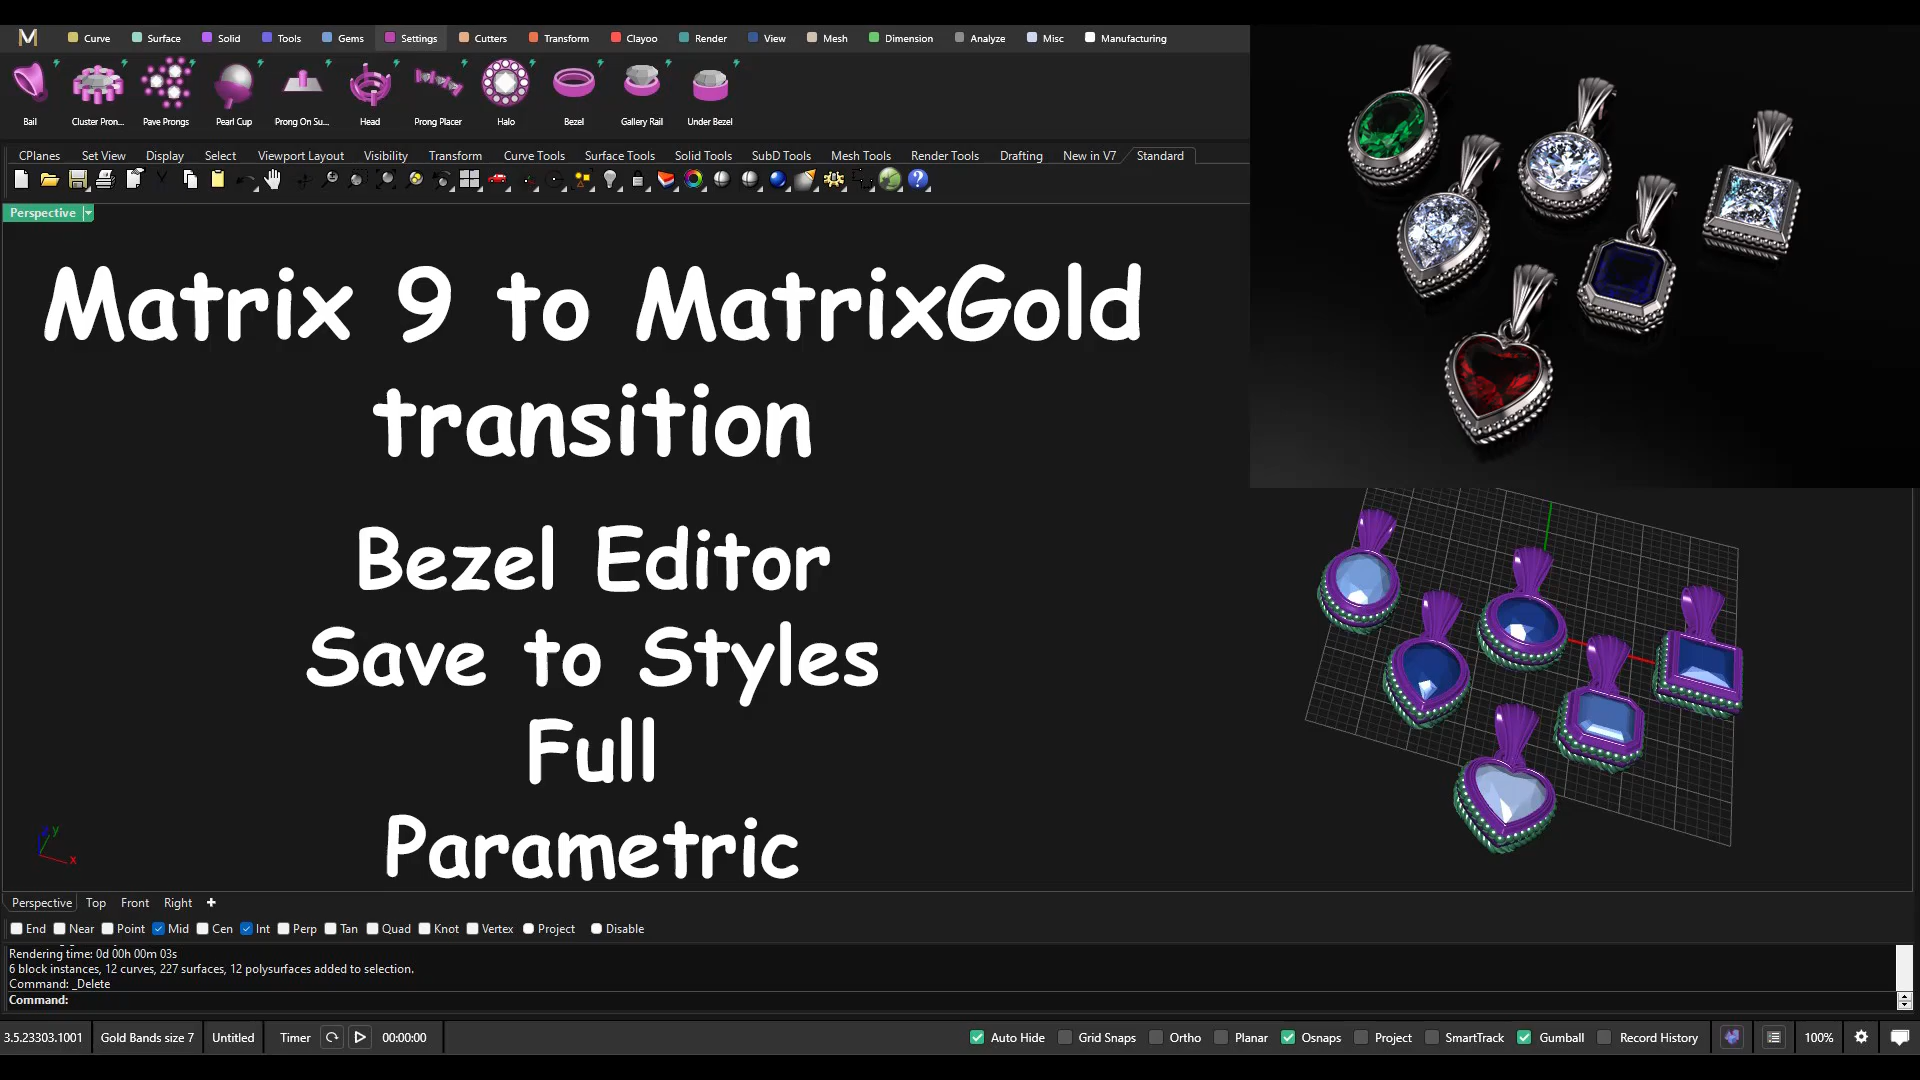 M Curve Surface Solid Tools Gems Settings Cutters Transform Clayoo Render View Mesh Dimension Analyze Misc Manufacturing
Bail Cluster Pron... Pave Prongs Pearl Cup Prong On Su... Head Prong Placer Halo Bezel Gallery Rail Under Bezel
CPlanes Set View Display Select Viewport Layout Visibility Transform Curve Tools Surface Tools Solid Tools SubD Tools Mesh Tools Render Tools Drafting New in V7 Standard
Perspective
Matrix 9 to MatrixGold
transition
Bezel Editor
Save to Styles
Full
Parametric
z y
x
Perspective Top Front Right
End Near Point Mid Cen Int Perp Tan Quad Knot Vertex Project Disable
Rendering time: 0d 00h 00m 03s
6 block instances, 12 curves, 227 surfaces, 12 polysurfaces added to selection.
Command: _Delete
Command:
3.5.23303.1001 Gold Bands size 7 Untitled Timer 00:00:00 Auto Hide Grid Snaps Ortho Planar Osnaps Project SmartTrack Gumball Record History 100%